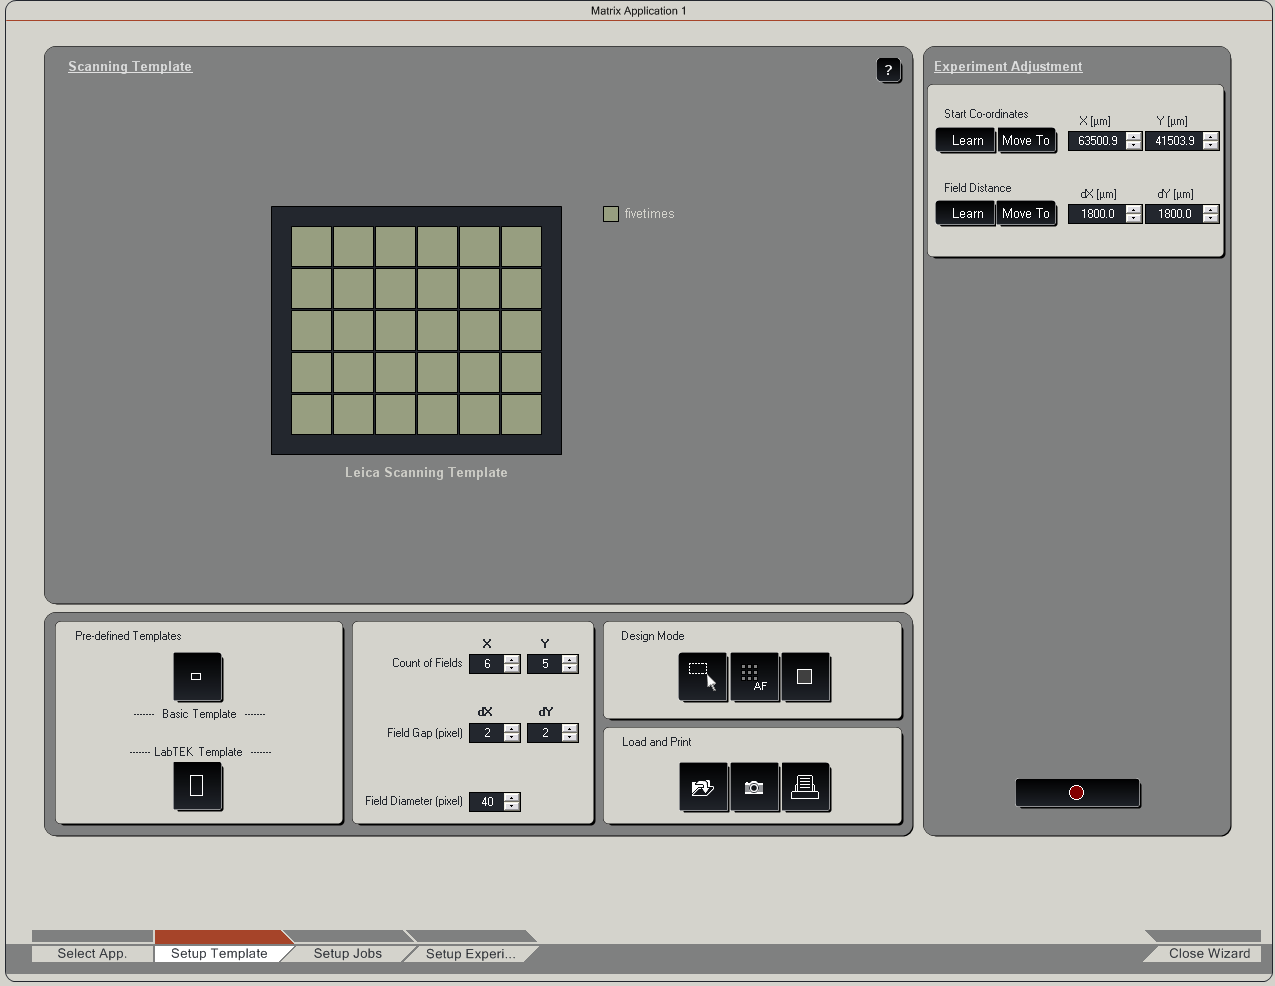 Matrix Application 1
Scanning Template
?
fivetimes
Leica Scanning Template
Experiment Adjustment
Start Co-ordinates
X [µm]
Y [µm]
Learn
Move To
63500.9
41503.9
Field Distance
dX [µm]
dY [µm]
Learn
Move To
1800.0
1800.0
Pre-defined Templates
------- Basic Template -------
------- LabTEK Template -------
X
Y
Count of Fields
6
5
dX
dY
Field Gap (pixel)
2
2
Field Diameter (pixel)
40
Design Mode
AF
Load and Print
Select App.
Setup Template
Setup Jobs
Setup Experi...
Close Wizard